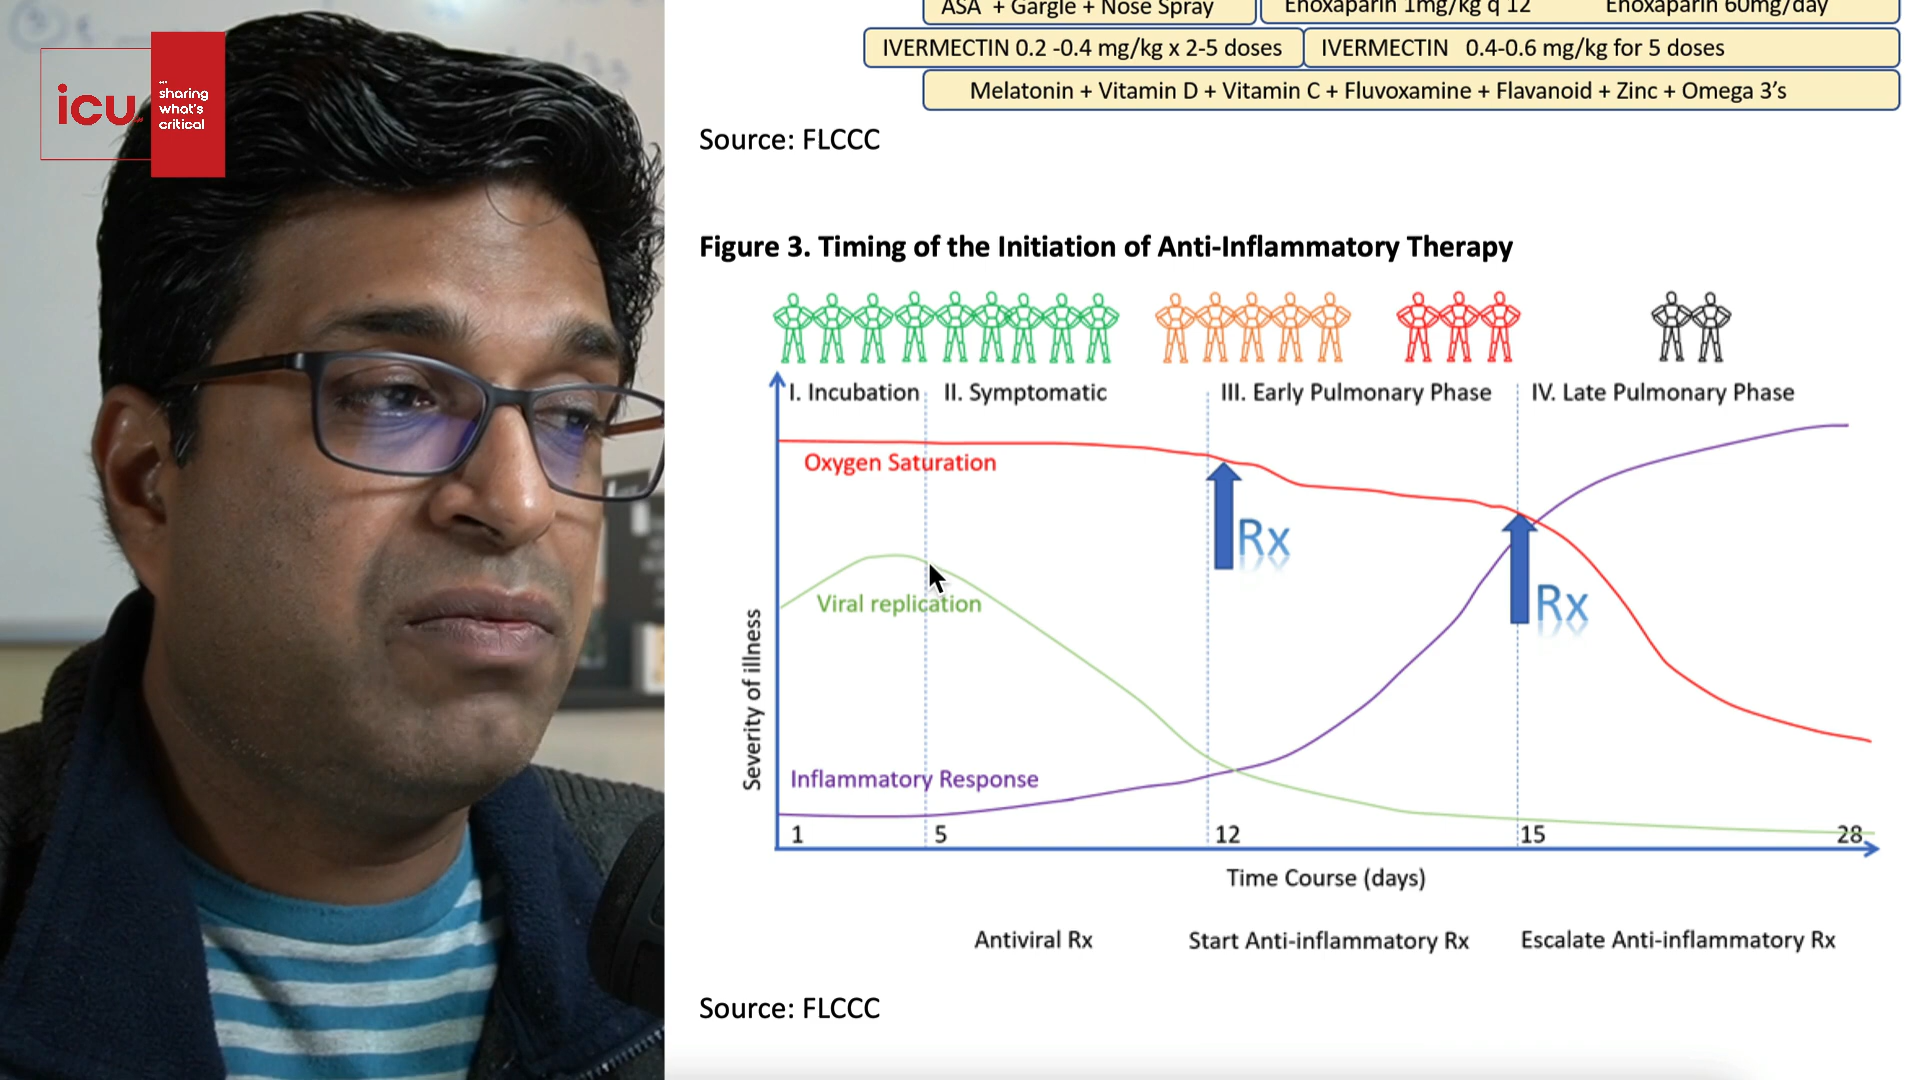 icu
sharing
what's
critical
ASA + Gargle + Nose Spray
Enoxaparin 1mg/kg q 12
Enoxaparin 60mg/day
IVERMECTIN 0.2 -0.4 mg/kg x 2-5 doses
IVERMECTIN 0.4-0.6 mg/kg for 5 doses
Melatonin + Vitamin D + Vitamin C + Fluvoxamine + Flavanoid + Zinc + Omega 3's
Source: FLCCC
Figure 3. Timing of the Initiation of Anti-Inflammatory Therapy
I. Incubation
II. Symptomatic
III. Early Pulmonary Phase
IV. Late Pulmonary Phase
Oxygen Saturation
Rx
Rx
Viral replication
Severity of illness
Inflammatory Response
1
5
12
15
28
Time Course (days)
Antiviral Rx
Start Anti-inflammatory Rx
Escalate Anti-inflammatory Rx
Source: FLCCC